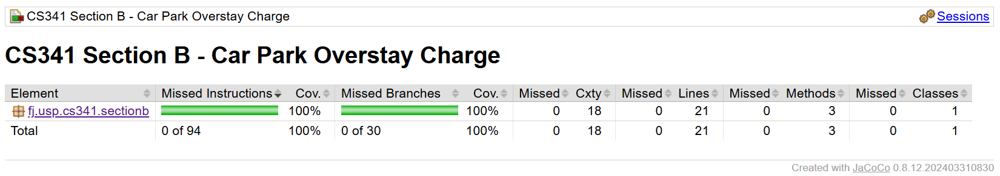 CS341 Section B - Car Park Overstay Charge Sessions
CS341 Section B - Car Park Overstay Charge
Element Missed Instructions Cov. Missed Branches Cov. Missed Cxty Missed Lines Missed Methods Missed Classes
fj.usp.cs341.sectionb 100% 100% 0 18 0 21 0 3 0 1
Total 0 of 94 100% 0 of 30 100% 0 18 0 21 0 3 0 1
Created with JaCoCo 0.8.12.202403310830